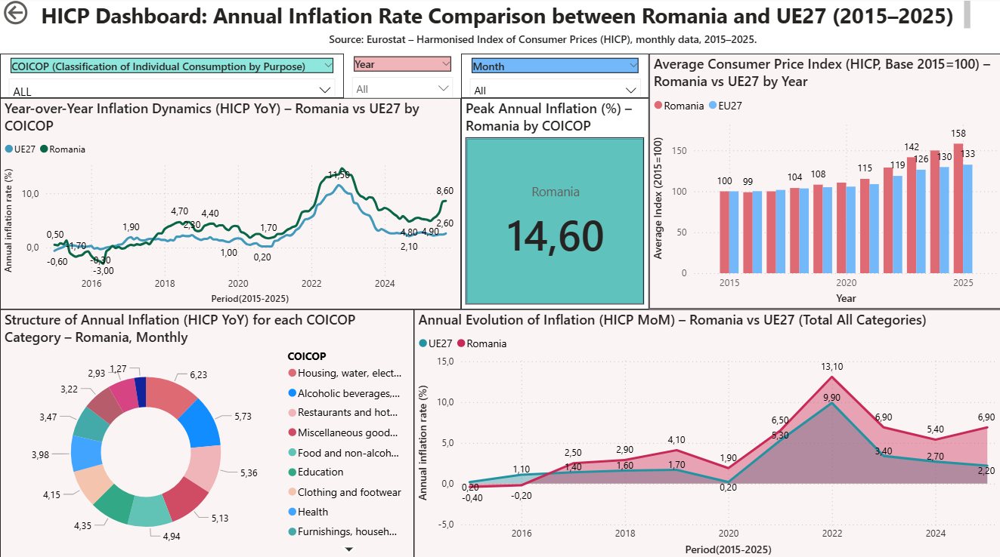 HICP Dashboard: Annual Inflation Rate Comparison between Romania and UE27 (2015–2025)
Source: Eurostat – Harmonised Index of Consumer Prices (HICP), monthly data, 2015–2025.
COICOP (Classification of Individual Consumption by Purpose)
ALL
Year
All
Month
All
Average Consumer Price Index (HICP, Base 2015=100) –
Romania vs UE27 by Year
Romania EU27
Average Index (2015=100)
150
100
50
0
100
99
104
108
115
119
142
126
130
158
133
2015
2020
2025
Year
Year-over-Year Inflation Dynamics (HICP YoY) – Romania vs UE27 by
COICOP
UE27 Romania
Annual inflation rate (%)
10,0
0,0
0,50
-0,60
-1,70
-0,30
-3,00
1,90
4,70
2,30
4,40
1,00
1,70
0,20
11,50
4,80
2,10
4,90
8,60
2,60
2016
2018
2020
2022
2024
Period(2015-2025)
Peak Annual Inflation (%) –
Romania by COICOP
Romania
14,60
Structure of Annual Inflation (HICP YoY) for each COICOP
Category – Romania, Monthly
6,23
5,73
5,36
5,13
4,94
4,35
4,15
3,98
3,47
3,22
2,93
1,27
COICOP
Housing, water, elect...
Alcoholic beverages,...
Restaurants and hot...
Miscellaneous good...
Food and non-alcoh...
Education
Clothing and footwear
Health
Furnishings, househ...
Annual Evolution of Inflation (HICP MoM) – Romania vs UE27 (Total All Categories)
UE27 Romania
Annual inflation rate (%)
15,0
10,0
5,0
0,0
-5,0
0,20
-0,40
1,10
-0,20
2,50
1,40
2,90
1,60
4,10
1,70
1,90
0,20
6,50
5,30
13,10
9,90
6,90
3,40
5,40
2,70
6,90
2,20
2016
2018
2020
2022
2024
Period(2015-2025)